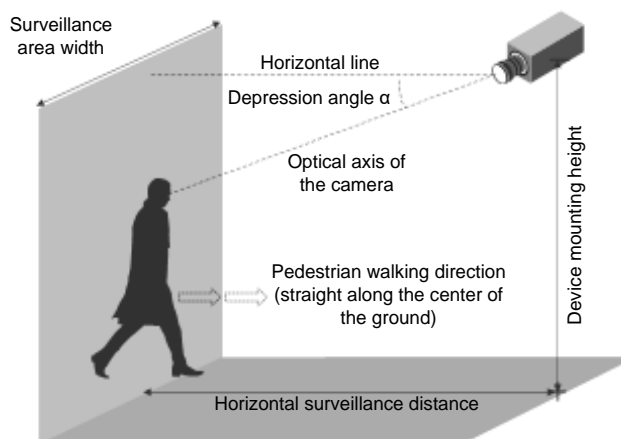 Surveillance
area width
Horizontal line
Depression angle α
Optical axis of
the camera
Device mounting height
Pedestrian walking direction
(straight along the center of
the ground)
Horizontal surveillance distance